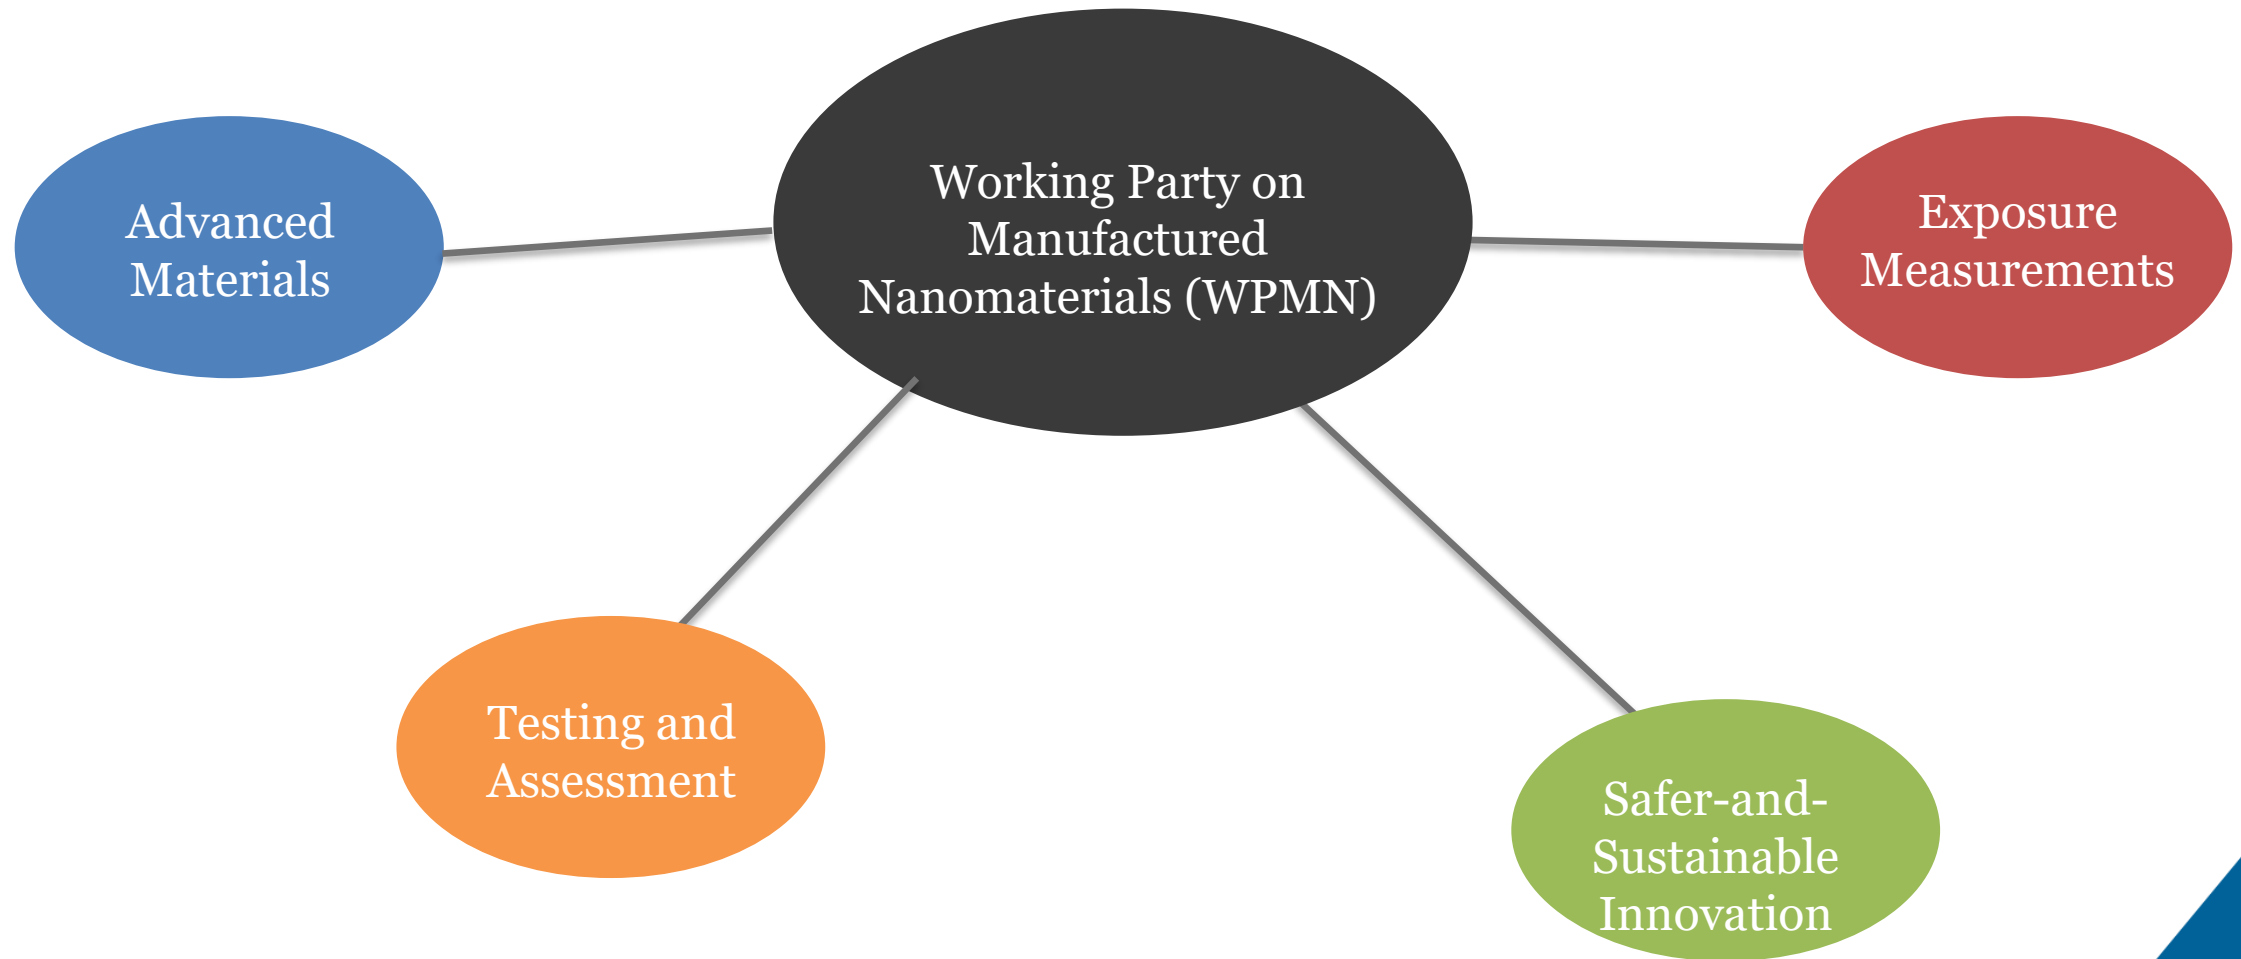 Working Party on
Manufactured
Nanomaterials (WPMN)
Advanced
Materials
Exposure
Measurements
Testing and
Assessment
Safer-and-
Sustainable
Innovation